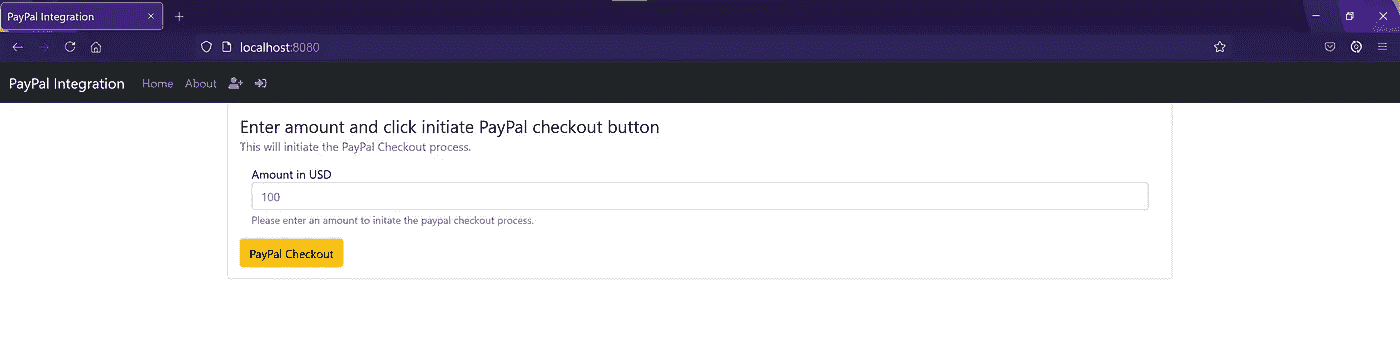 PayPal Integration
localhost:8080
PayPal Integration Home About
Enter amount and click initiate PayPal checkout button
This will initiate the PayPal Checkout process.
Amount in USD
100
Please enter an amount to initate the paypal checkout process.
PayPal Checkout